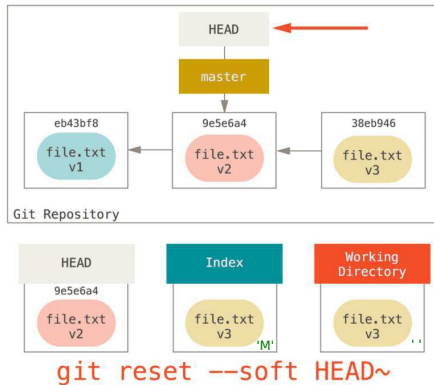 HEAD
master
eb43bf8
9e5e6a4
38eb946
file.txt
v1
file.txt
v2
file.txt
v3
Git Repository
HEAD
Index
Working
Directory
9e5e6a4
file.txt
v2
file.txt
v3
'M'
file.txt
v3
' '
git reset --soft HEAD~